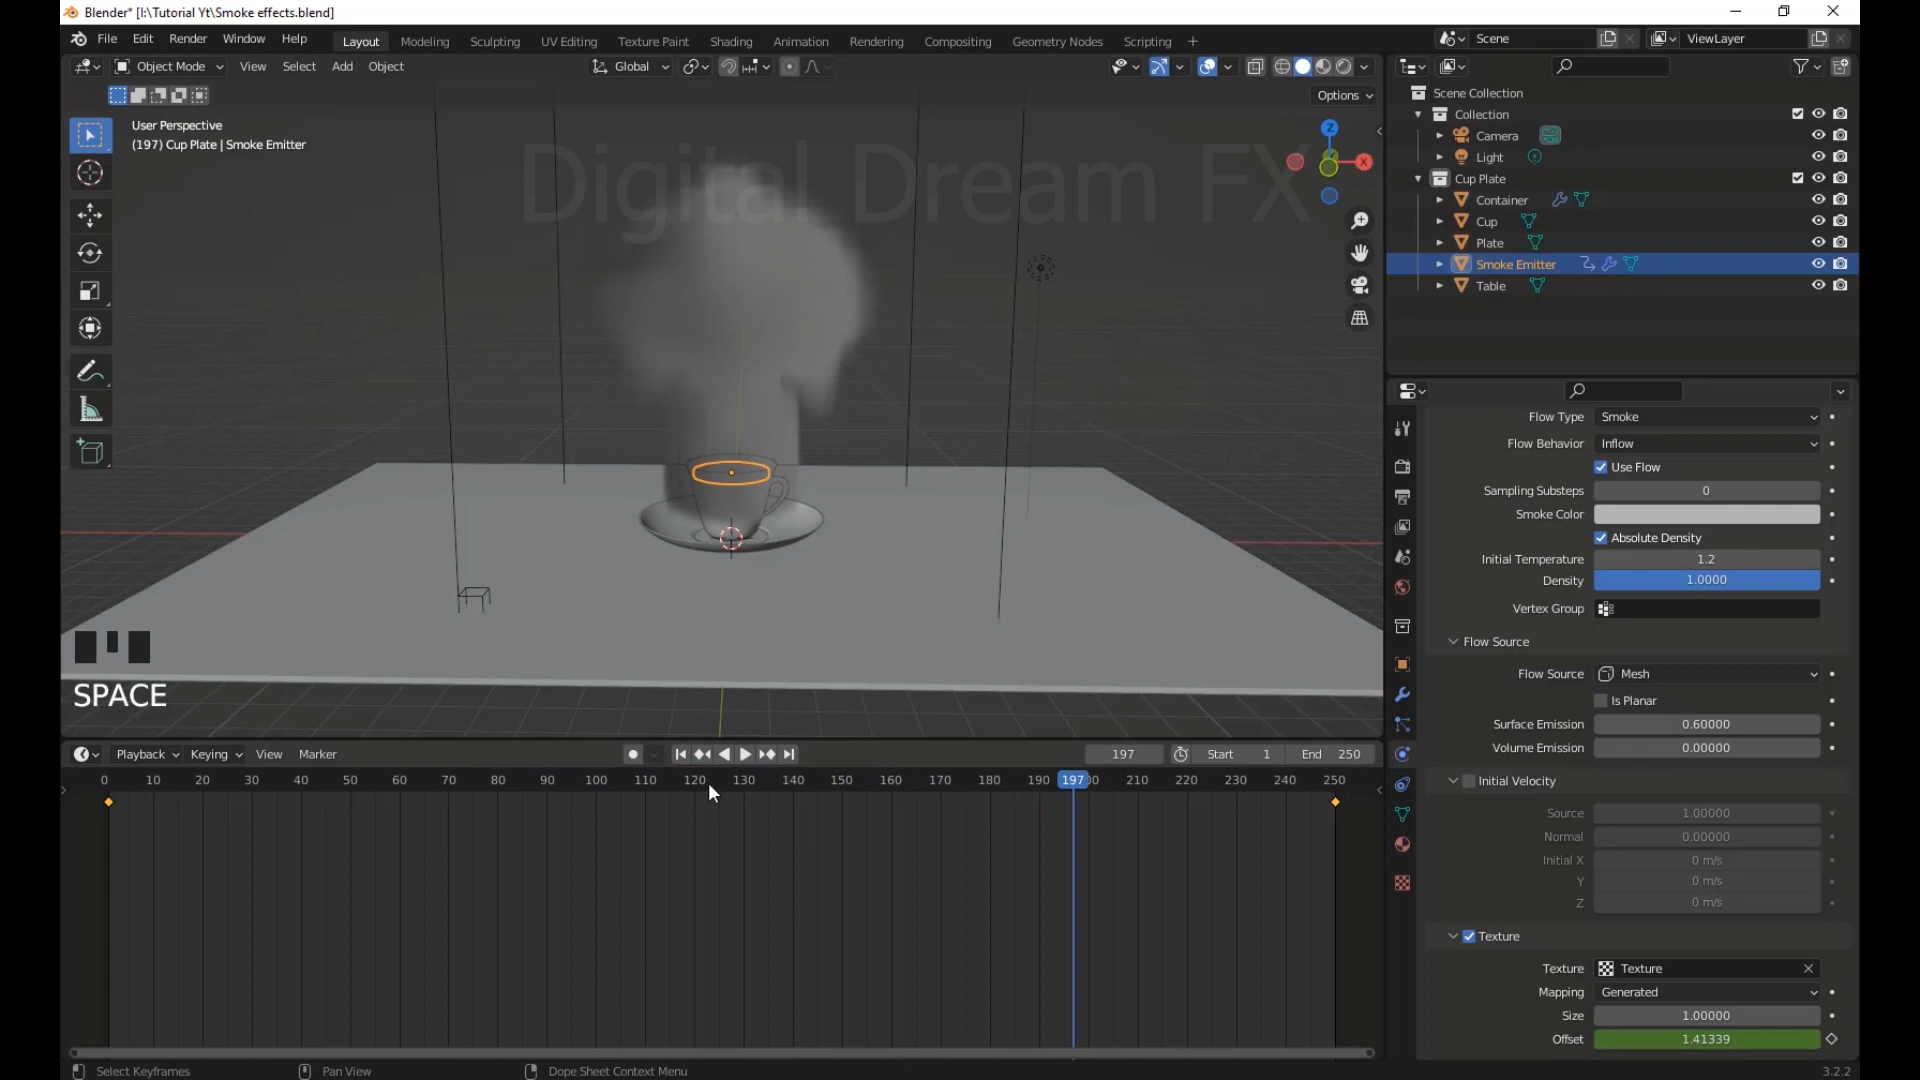 Blender* [I:\Tutorial Yt\Smoke effects.blend]
File Edit Render Window Help Layout Modeling Sculpting UV Editing Texture Paint Shading Animation Rendering Compositing Geometry Nodes Scripting + Scene ViewLayer
Object Mode View Select Add Object Global
Options
User Perspective
(197) Cup Plate | Smoke Emitter
Digital Dream FX
Z
X
SPACE
Scene Collection
Collection
Camera
Light
Cup Plate
Container
Cup
Plate
Smoke Emitter
Table
Flow Type Smoke
Flow Behavior Inflow
Use Flow
Sampling Substeps 0
Smoke Color
Absolute Density
Initial Temperature 1.2
Density 1.0000
Vertex Group
Flow Source
Flow Source Mesh
Is Planar
Surface Emission 0.60000
Volume Emission 0.00000
Initial Velocity
Source 1.00000
Normal 0.00000
Initial X 0 m/s
Y 0 m/s
Z 0 m/s
Texture
Texture Texture
Mapping Generated
Size 1.00000
Offset 1.41339
Playback Keying View Marker 197 Start 1 End 250
0 10 20 30 40 50 60 70 80 90 100 110 120 130 140 150 160 170 180 190 197 210 220 230 240 250
Select Keyframes Pan View Dope Sheet Context Menu 3.2.2